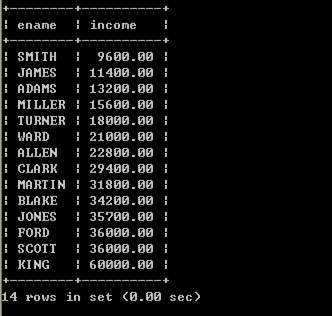 +--------+----------+
| ename  | income   |
+--------+----------+
| SMITH  |  9600.00 |
| JAMES  | 11400.00 |
| ADAMS  | 13200.00 |
| MILLER | 15600.00 |
| TURNER | 18000.00 |
| WARD   | 21000.00 |
| ALLEN  | 22800.00 |
| CLARK  | 29400.00 |
| MARTIN | 31800.00 |
| BLAKE  | 34200.00 |
| JONES  | 35700.00 |
| FORD   | 36000.00 |
| SCOTT  | 36000.00 |
| KING   | 60000.00 |
+--------+----------+
14 rows in set (0.00 sec)